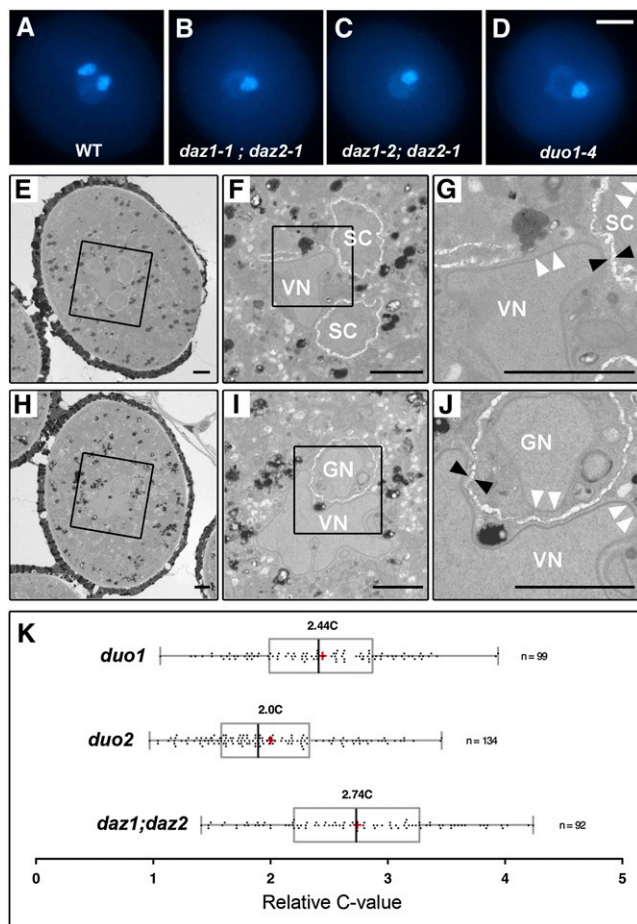 A
B
C
D
WT
daz1-1 ; daz2-1
daz1-2; daz2-1
duo1-4
E
F
G
SC
VN
SC
SC
VN
H
I
J
GN
VN
GN
VN
K
2.44C
duo1
n = 99
2.0C
duo2
n = 134
2.74C
daz1;daz2
n = 92
0 1 2 3 4 5
Relative C-value